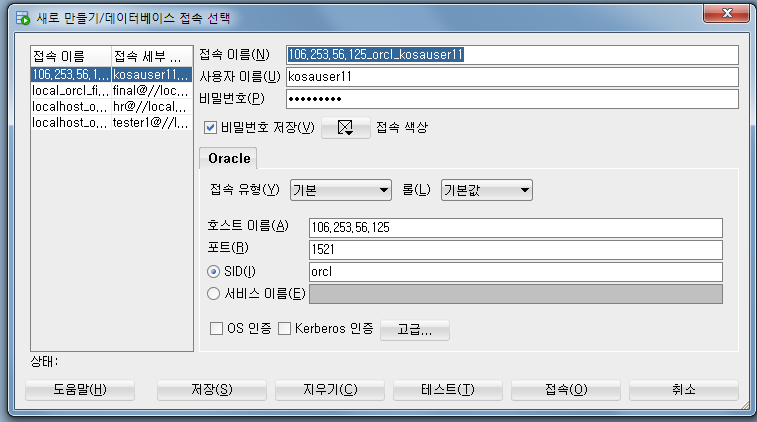 새로 만들기/데이터베이스 접속 선택
접속 이름 접속 세부 ...
106,253,56,1... kosauser11...
local_orcl_fi... final@//loc...
localhost_o... hr@//local...
localhost_o... tester1@//l...
접속 이름(N) 106,253,56,125_orcl_kosauser11
사용자 이름(U) kosauser11
비밀번호(P) •••••••••
비밀번호 저장(V) 접속 색상
Oracle
접속 유형(Y) 기본 롤(L) 기본값
호스트 이름(A) 106,253,56,125
포트(R) 1521
SID(I) orcl
서비스 이름(E)
OS 인증 Kerberos 인증 고급...
상태:
도움말(H) 저장(S) 지우기(C) 테스트(T) 접속(O) 취소